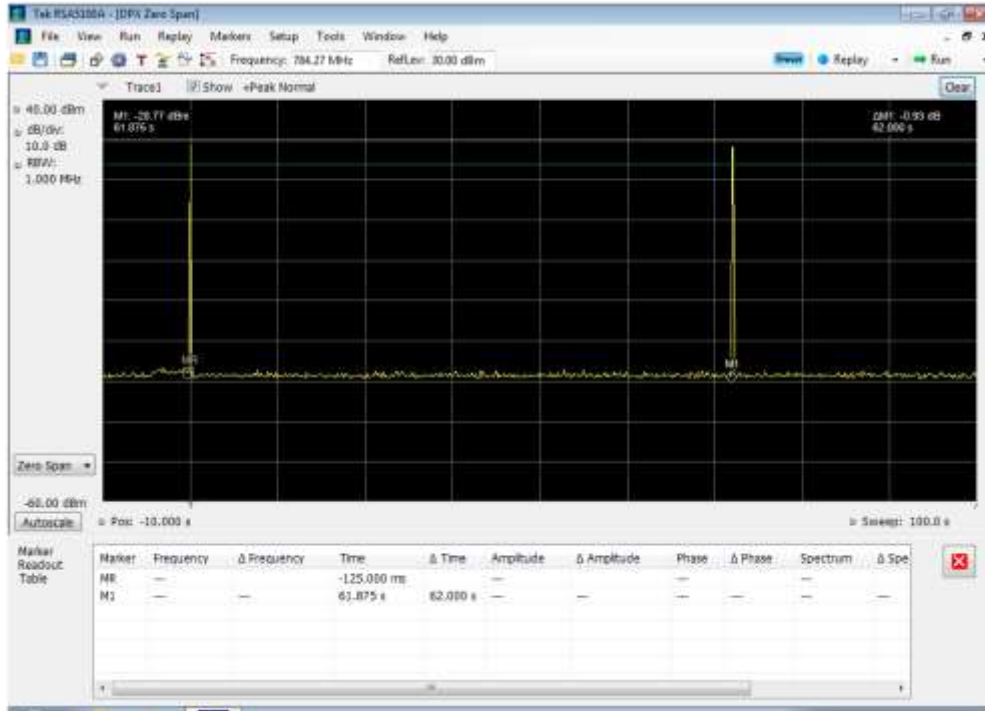 Tek RSA5100A - [DPX Zero Span]
File View Run Replay Markers Setup Tools Window Help
Frequency: 784.27 MHz RefLev: 30.00 dBm Preset Replay Run
Trace1 Show +Peak Normal Clear
40.00 dBm
dB/div:
10.0 dB
RBW:
1.000 MHz
M1: -28.77 dBm
61.875 s
ΔM1: -0.93 dB
62.000 s
MR
M1
Zero Span
-60.00 dBm
Autoscale Pos: -10.000 s Sweep: 100.0 s
Marker
Readout
Table
Marker Frequency Δ Frequency Time Δ Time Amplitude Δ Amplitude Phase Δ Phase Spectrum Δ Spe
MR --- -125.000 ms --- --- ---
M1 --- --- 61.875 s 62.000 s --- --- --- --- --- ---